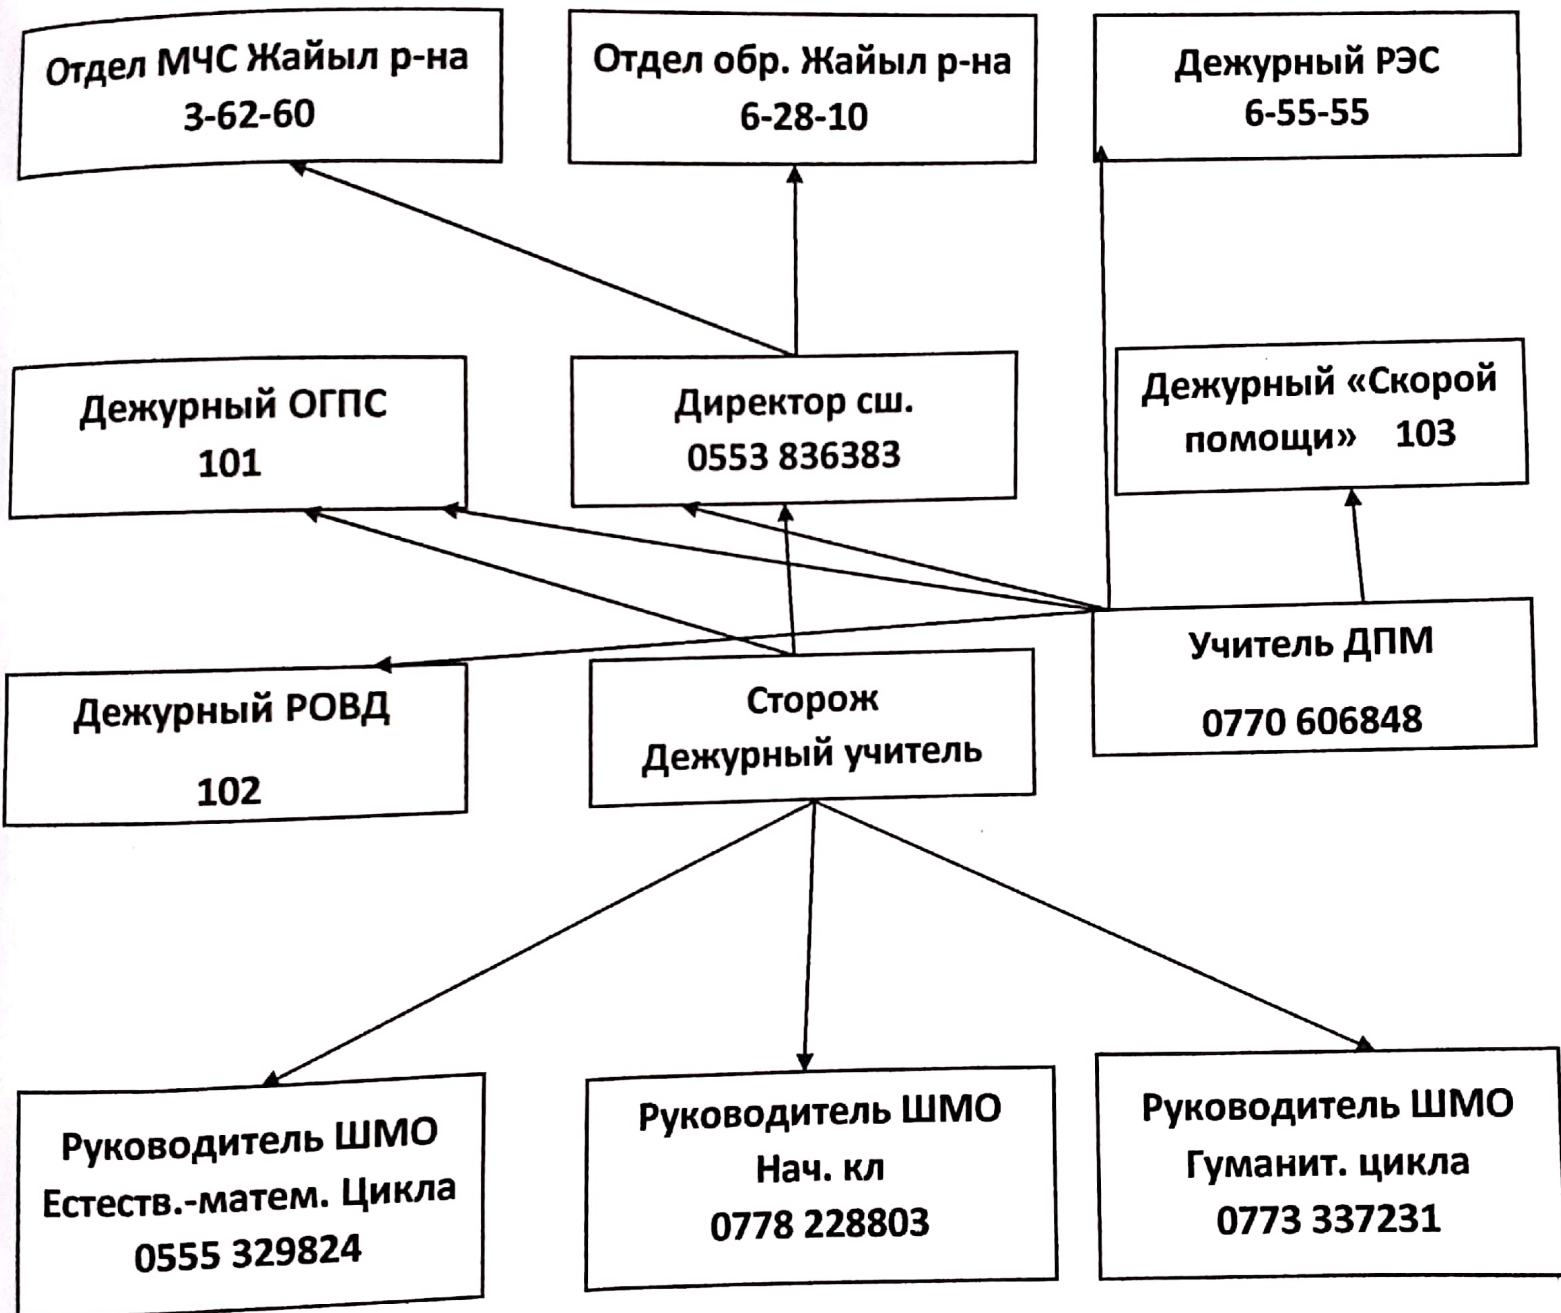 Отдел МЧС Жайыл р-на
3-62-60
Отдел обр. Жайыл р-на
6-28-10
Дежурный РЭС
6-55-55
Дежурный ОГПС
101
Директор сш.
0553 836383
Дежурный «Скорой
помощи» 103
Дежурный РОВД
102
Сторож
Дежурный учитель
Учитель ДПМ
0770 606848
Руководитель ШМО
Естеств.-матем. Цикла
0555 329824
Руководитель ШМО
Нач. кл
0778 228803
Руководитель ШМО
Гуманит. цикла
0773 337231